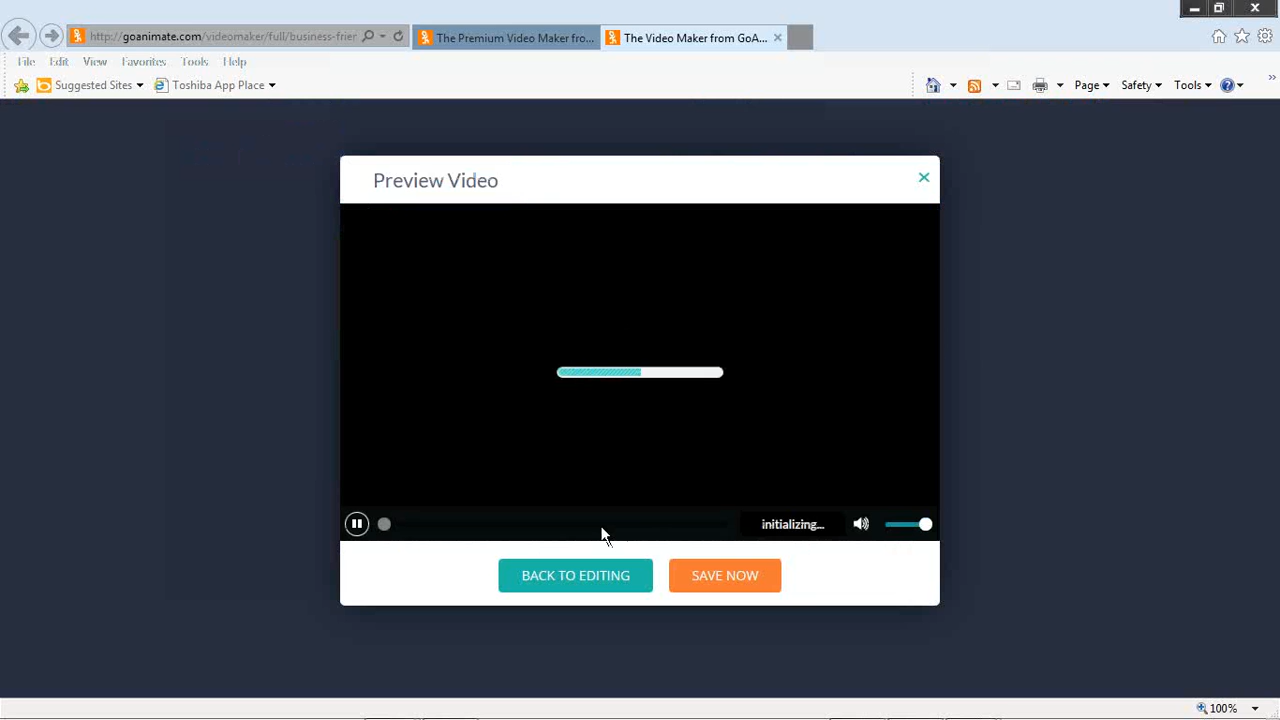 http://goanimate.com/videomaker/full/business-frier
The Premium Video Maker fro...
The Video Maker from GoA...
File Edit View Favorites Tools Help
Suggested Sites Toshiba App Place
Page Safety Tools
Preview Video
initializing...
BACK TO EDITING
SAVE NOW
100%